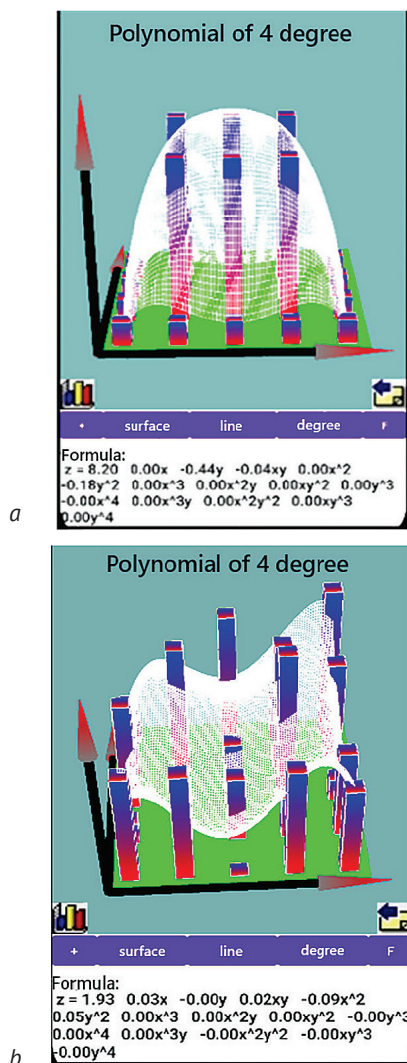 Polynomial of 4 degree
+ surface line degree F
Formula:
z = 8.20 0.00x -0.44y -0.04xy 0.00x^2
-0.18y^2 0.00x^3 0.00x^2y 0.00xy^2 0.00y^3
-0.00x^4 0.00x^3y 0.00x^2y^2 0.00xy^3
0.00y^4
a
Polynomial of 4 degree
+ surface line degree F
Formula:
z = 1.93 0.03x -0.00y 0.02xy -0.09x^2
0.05y^2 0.00x^3 0.00x^2y 0.00xy^2 -0.00y^3
0.00x^4 0.00x^3y -0.00x^2y^2 -0.00xy^3
-0.00y^4
b